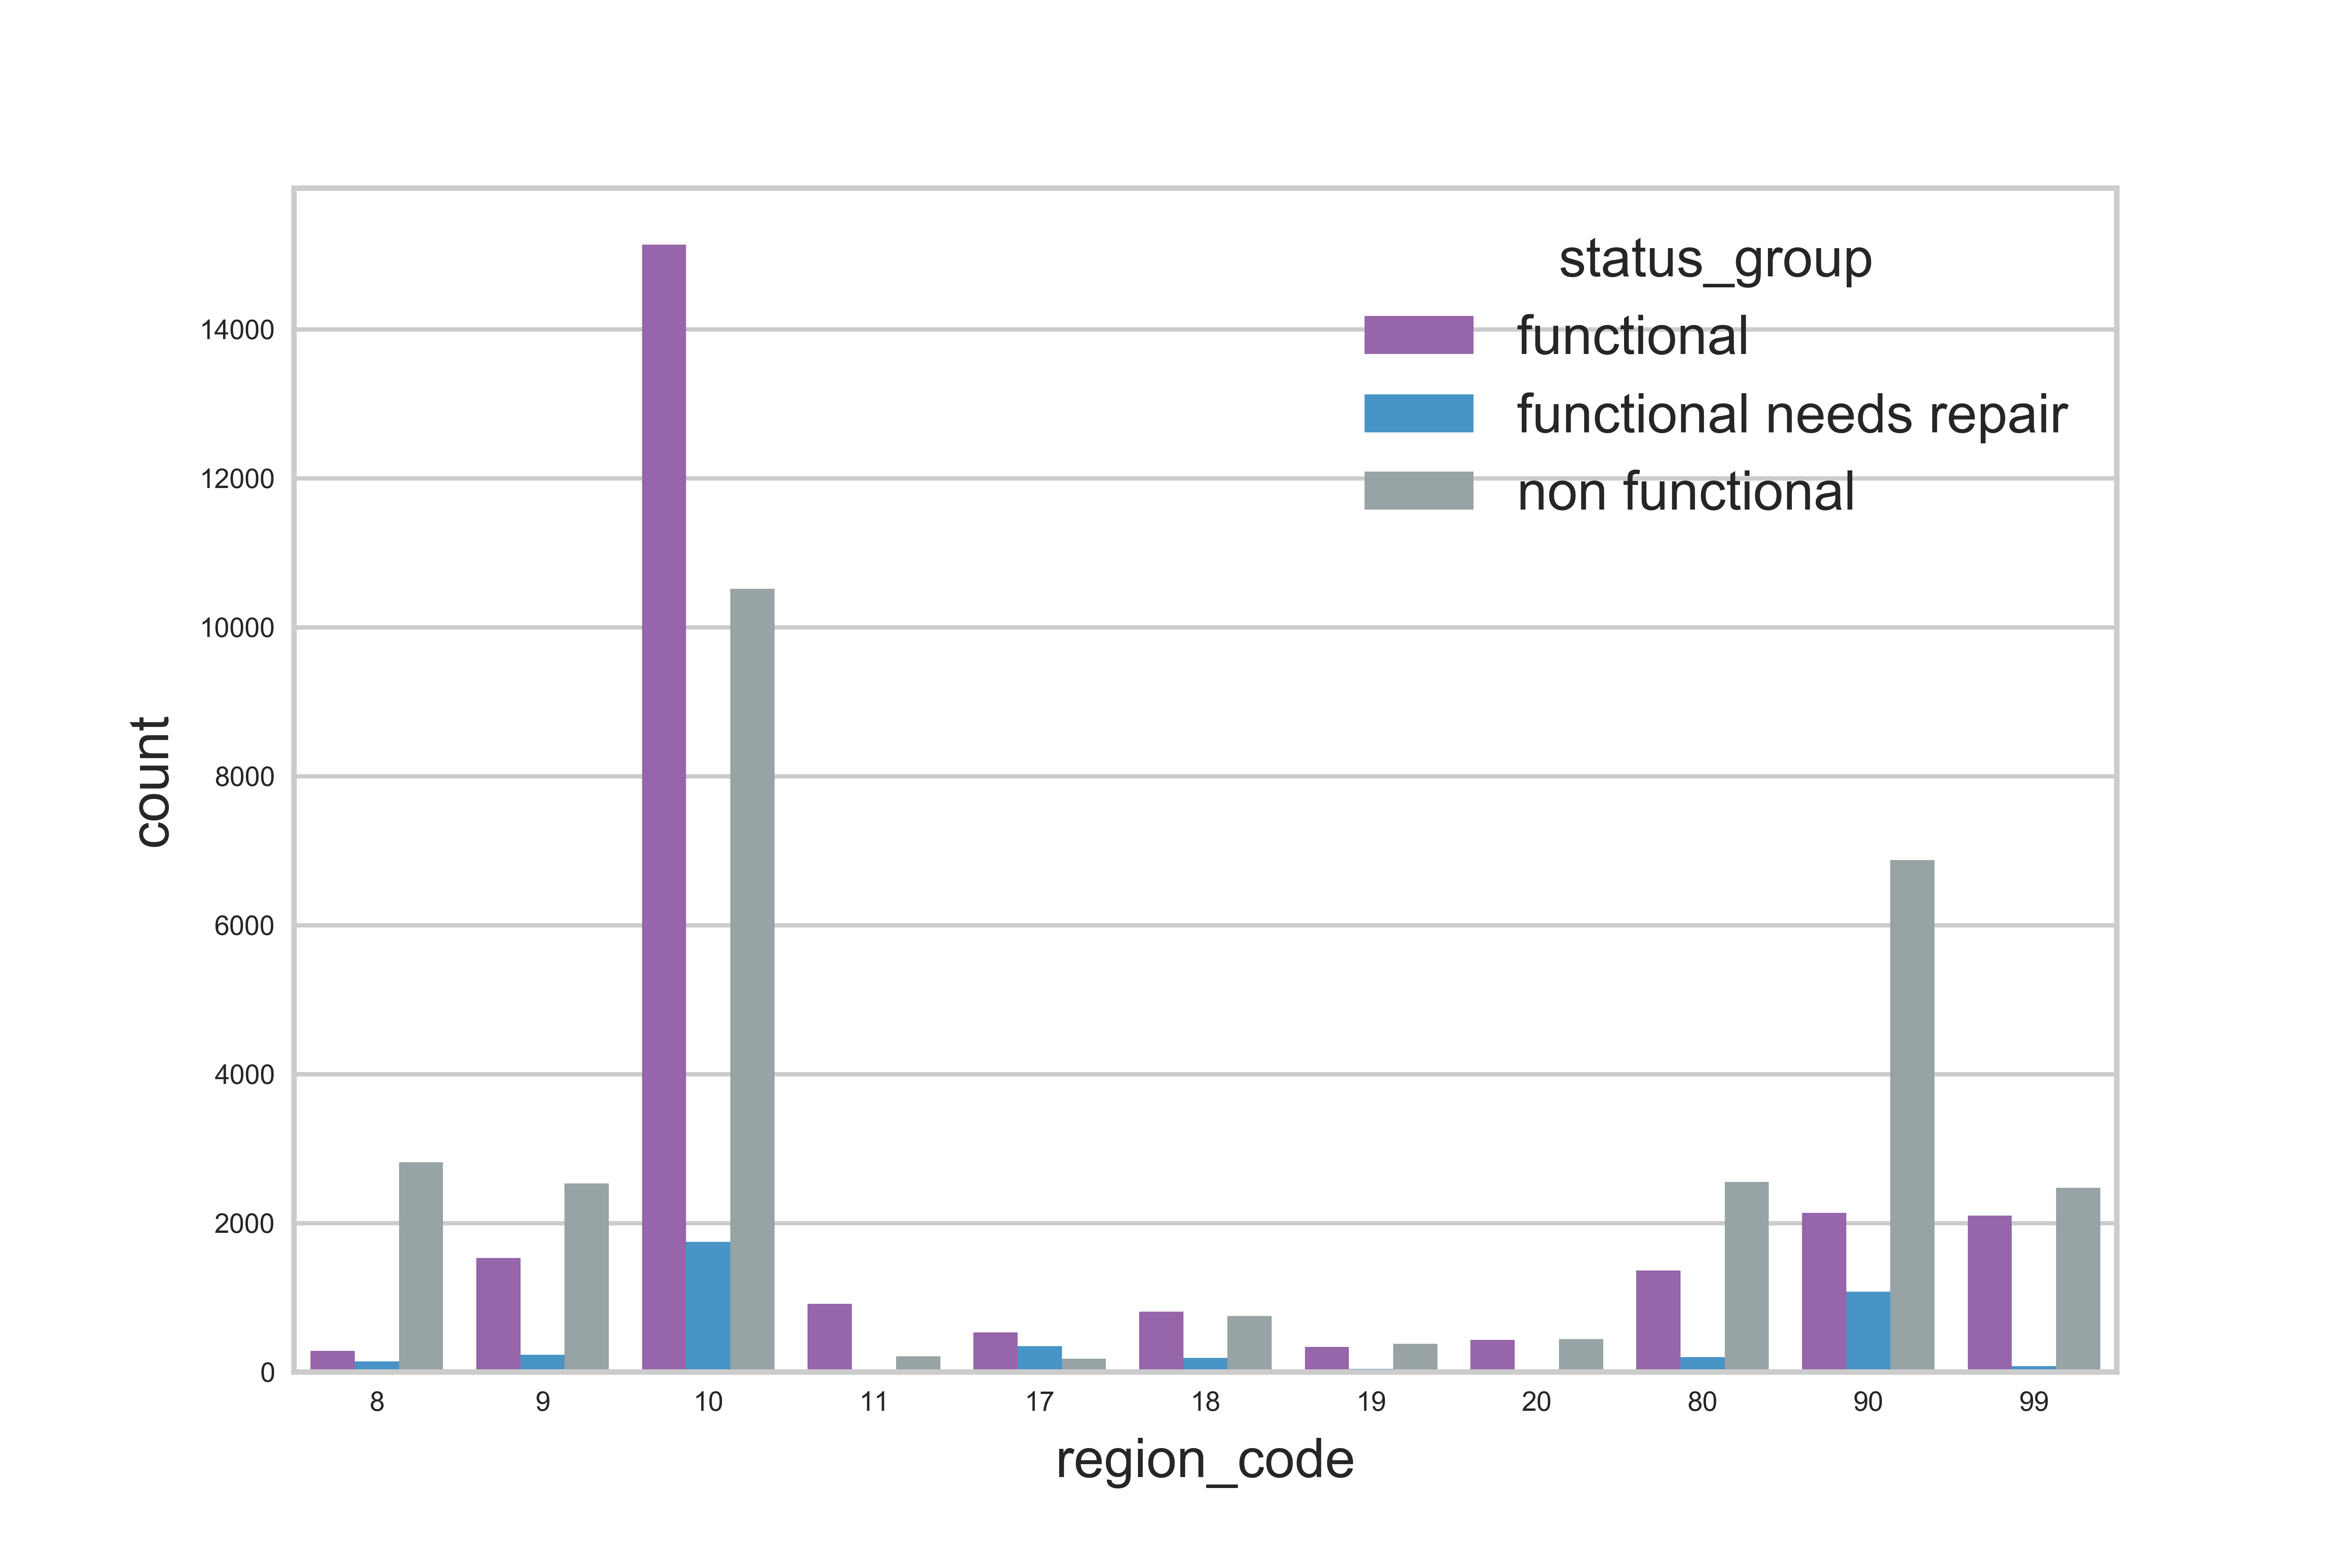 status_group
functional
functional needs repair
non functional
14000
12000
10000
8000
6000
4000
2000
0
count
8 9 10 11 17 18 19 20 80 90 99
region_code